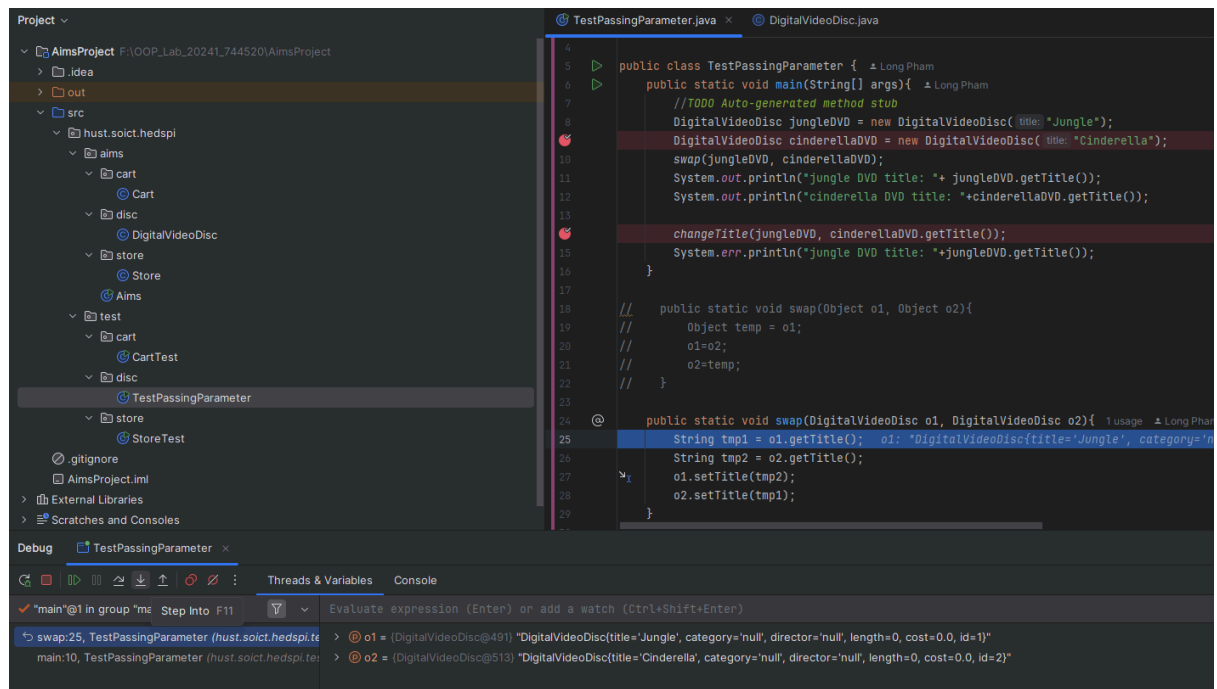 Project
AimsProject F:\OOP_Lab_20241_744520\AimsProject
.idea
out
src
hust.soict.hedspi
aims
cart
Cart
disc
DigitalVideoDisc
store
Store
Aims
test
cart
CartTest
disc
TestPassingParameter
store
StoreTest
.gitignore
AimsProject.iml
External Libraries
Scratches and Consoles
TestPassingParameter.java × DigitalVideoDisc.java
4
5 public class TestPassingParameter { Long Pham
6 public static void main(String[] args){ Long Pham
7 //TODO Auto-generated method stub
8 DigitalVideoDisc jungleDVD = new DigitalVideoDisc( title: "Jungle");
DigitalVideoDisc cinderellaDVD = new DigitalVideoDisc( title: "Cinderella");
10 swap(jungleDVD, cinderellaDVD);
11 System.out.println("jungle DVD title: "+ jungleDVD.getTitle());
12 System.out.println("cinderella DVD title: "+cinderellaDVD.getTitle());
13
changeTitle(jungleDVD, cinderellaDVD.getTitle());
15 System.err.println("jungle DVD title: "+jungleDVD.getTitle());
16 }
17
18 // public static void swap(Object o1, Object o2){
19 // Object temp = o1;
20 // o1=o2;
21 // o2=temp;
22 // }
23
24 @ public static void swap(DigitalVideoDisc o1, DigitalVideoDisc o2){ 1 usage Long Pham
25 String tmp1 = o1.getTitle(); o1: "DigitalVideoDisc{title='Jungle', category='n
26 String tmp2 = o2.getTitle();
27 o1.setTitle(tmp2);
28 o2.setTitle(tmp1);
29 }
Debug TestPassingParameter ×
Threads & Variables Console
"main"@1 in group "ma Step Into F11
Evaluate expression (Enter) or add a watch (Ctrl+Shift+Enter)
swap:25, TestPassingParameter (hust.soict.hedspi.te
main:10, TestPassingParameter (hust.soict.hedspi.te
o1 = {DigitalVideoDisc@491} "DigitalVideoDisc{title='Jungle', category='null', director='null', length=0, cost=0.0, id=1}"
o2 = {DigitalVideoDisc@513} "DigitalVideoDisc{title='Cinderella', category='null', director='null', length=0, cost=0.0, id=2}"